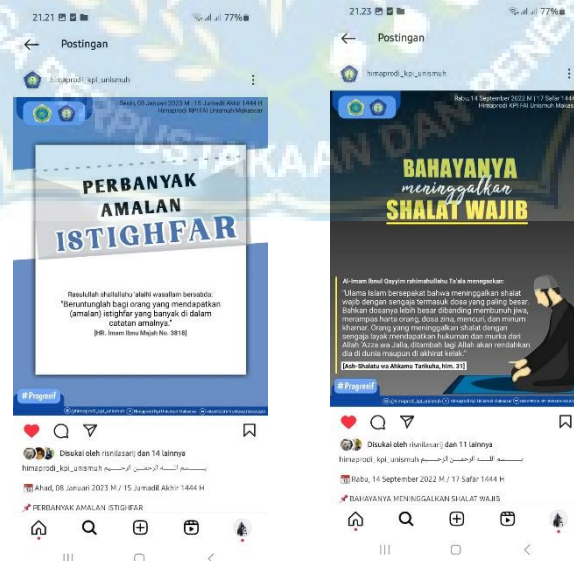 21.21
77%
Postingan
himaprodi_kpi_unismuh
Senin, 08 Januari 2023 M / 15 Jumadil Akhir 1444 H
Himaprodi KPI FAI Unismuh Makassar
PERBANYAK
AMALAN
ISTIGHFAR
Rasulullah shallallahu 'alaihi wasallam bersabda:
"Beruntunglah bagi orang yang mendapatkan
(amalan) istighfar yang banyak di dalam
catatan amalnya."
[HR. Imam Ibnu Majah No. 3818]
#Progresif
Disukai oleh risnilasarij dan 14 lainnya
himaprodi_kpi_unismuh بسم الله الرحمن الرحيم
Ahad, 08 Januari 2023 M / 15 Jumadil Akhir 1444 H
PERBANYAK AMALAN ISTIGHFAR
21.23
77%
Postingan
himaprodi_kpi_unismuh
Rabu, 14 September 2022 M | 17 Safar 1444
Himaprodi KPI FAI Unismuh Makas
BAHAYANYA
meninggalkan
SHALAT WAJIB
Al-Imam Ibnul Qayyim rahimahullahu Ta'ala menegaskan:
"Ulama Islam bersepakat bahwa meninggalkan shalat
wajib dengan sengaja termasuk dosa yang paling besar.
Bahkan dosanya lebih besar dibanding membunuh jiwa,
merampas harta orang, dosa zina, mencuri, dan minum
khamar. Orang yang meninggalkan shalat dengan
sengaja layak mendapatkan hukuman dan murka dari
Allah 'Azza wa Jalla, ditambah lagi Allah akan rendahkan
dia di dunia maupun di akhirat kelak."
[Ash-Shalatu wa Ahkamu Tarikuha, hlm. 31]
#Progresif
Disukai oleh risnilasarij dan 11 lainnya
himaprodi_kpi_unismuh بسم الله الرحمن الرحيم
Rabu, 14 September 2022 M / 17 Safar 1444 H
BAHAYANYA MENINGGALKAN SHALAT WAJIB
PERPUSTAKAAN DAN